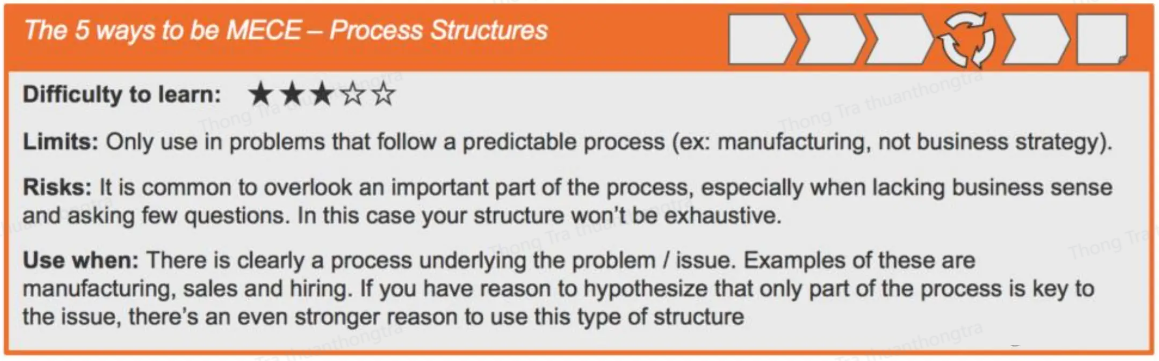 The 5 ways to be MECE – Process Structures
Difficulty to learn: ★★★☆☆
Limits: Only use in problems that follow a predictable process (ex: manufacturing, not business strategy).
Risks: It is common to overlook an important part of the process, especially when lacking business sense
and asking few questions. In this case your structure won't be exhaustive.
Use when: There is clearly a process underlying the problem / issue. Examples of these are
manufacturing, sales and hiring. If you have reason to hypothesize that only part of the process is key to
the issue, there's an even stronger reason to use this type of structure
Thong Tra thuanthongtra